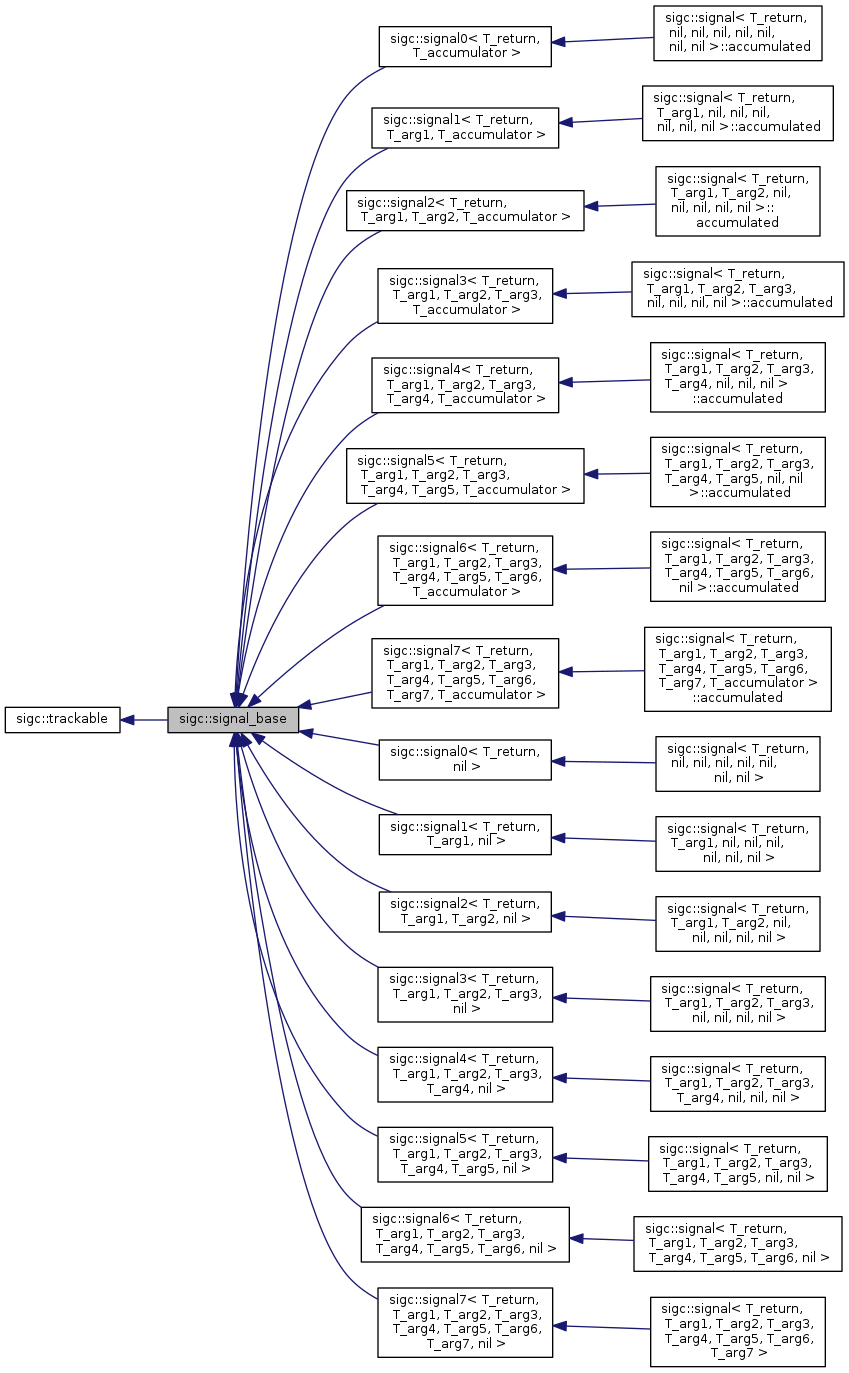 sigc::signal< T_return,
nil, nil, nil, nil, nil,
nil, nil >::accumulated
sigc::signal0< T_return,
T_accumulator >
sigc::signal< T_return,
T_arg1, nil, nil, nil,
nil, nil, nil >::accumulated
sigc::signal1< T_return,
T_arg1, T_accumulator >
sigc::signal< T_return,
T_arg1, T_arg2, nil,
nil, nil, nil, nil >::
accumulated
sigc::signal2< T_return,
T_arg1, T_arg2, T_accumulator >
sigc::signal< T_return,
T_arg1, T_arg2, T_arg3,
nil, nil, nil, nil >::accumulated
sigc::signal3< T_return,
T_arg1, T_arg2, T_arg3,
T_accumulator >
sigc::signal< T_return,
T_arg1, T_arg2, T_arg3,
T_arg4, nil, nil, nil >
::accumulated
sigc::signal4< T_return,
T_arg1, T_arg2, T_arg3,
T_arg4, T_accumulator >
sigc::signal< T_return,
T_arg1, T_arg2, T_arg3,
T_arg4, T_arg5, nil, nil
>::accumulated
sigc::signal5< T_return,
T_arg1, T_arg2, T_arg3,
T_arg4, T_arg5, T_accumulator >
sigc::signal< T_return,
T_arg1, T_arg2, T_arg3,
T_arg4, T_arg5, T_arg6,
nil >::accumulated
sigc::signal6< T_return,
T_arg1, T_arg2, T_arg3,
T_arg4, T_arg5, T_arg6,
T_accumulator >
sigc::signal< T_return,
T_arg1, T_arg2, T_arg3,
T_arg4, T_arg5, T_arg6,
T_arg7, T_accumulator >
::accumulated
sigc::signal7< T_return,
T_arg1, T_arg2, T_arg3,
T_arg4, T_arg5, T_arg6,
T_arg7, T_accumulator >
sigc::trackable
sigc::signal_base
sigc::signal0< T_return,
nil >
sigc::signal< T_return,
nil, nil, nil, nil, nil,
nil, nil >
sigc::signal1< T_return,
T_arg1, nil >
sigc::signal< T_return,
T_arg1, nil, nil, nil,
nil, nil, nil >
sigc::signal2< T_return,
T_arg1, T_arg2, nil >
sigc::signal< T_return,
T_arg1, T_arg2, nil,
nil, nil, nil, nil >
sigc::signal3< T_return,
T_arg1, T_arg2, T_arg3,
nil >
sigc::signal< T_return,
T_arg1, T_arg2, T_arg3,
nil, nil, nil, nil >
sigc::signal4< T_return,
T_arg1, T_arg2, T_arg3,
T_arg4, nil >
sigc::signal< T_return,
T_arg1, T_arg2, T_arg3,
T_arg4, nil, nil, nil >
sigc::signal5< T_return,
T_arg1, T_arg2, T_arg3,
T_arg4, T_arg5, nil >
sigc::signal< T_return,
T_arg1, T_arg2, T_arg3,
T_arg4, T_arg5, nil, nil >
sigc::signal6< T_return,
T_arg1, T_arg2, T_arg3,
T_arg4, T_arg5, T_arg6, nil >
sigc::signal< T_return,
T_arg1, T_arg2, T_arg3,
T_arg4, T_arg5, T_arg6, nil >
sigc::signal7< T_return,
T_arg1, T_arg2, T_arg3,
T_arg4, T_arg5, T_arg6,
T_arg7, nil >
sigc::signal< T_return,
T_arg1, T_arg2, T_arg3,
T_arg4, T_arg5, T_arg6,
T_arg7 >